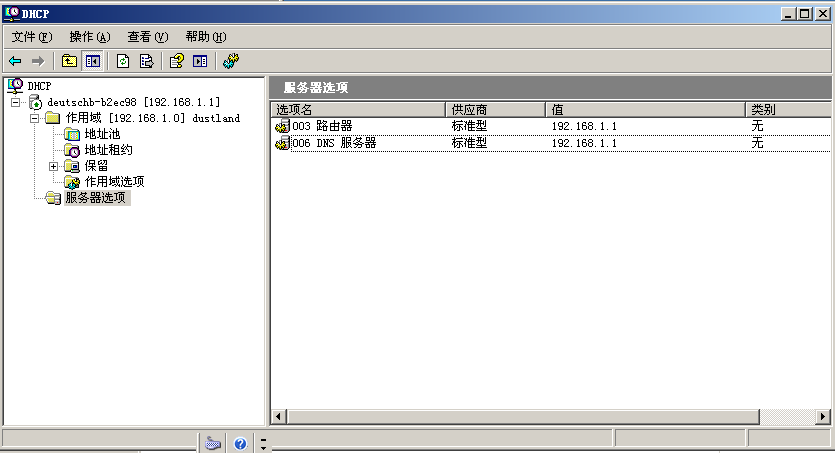 DHCP
文件(F) 操作(A) 查看(V) 帮助(H)
DHCP
deutschb-b2ec98 [192.168.1.1]
作用域 [192.168.1.0] dustland
地址池
地址租约
保留
作用域选项
服务器选项
服务器选项
选项名 供应商 值 类别
003 路由器 标准型 192.168.1.1 无
006 DNS 服务器 标准型 192.168.1.1 无